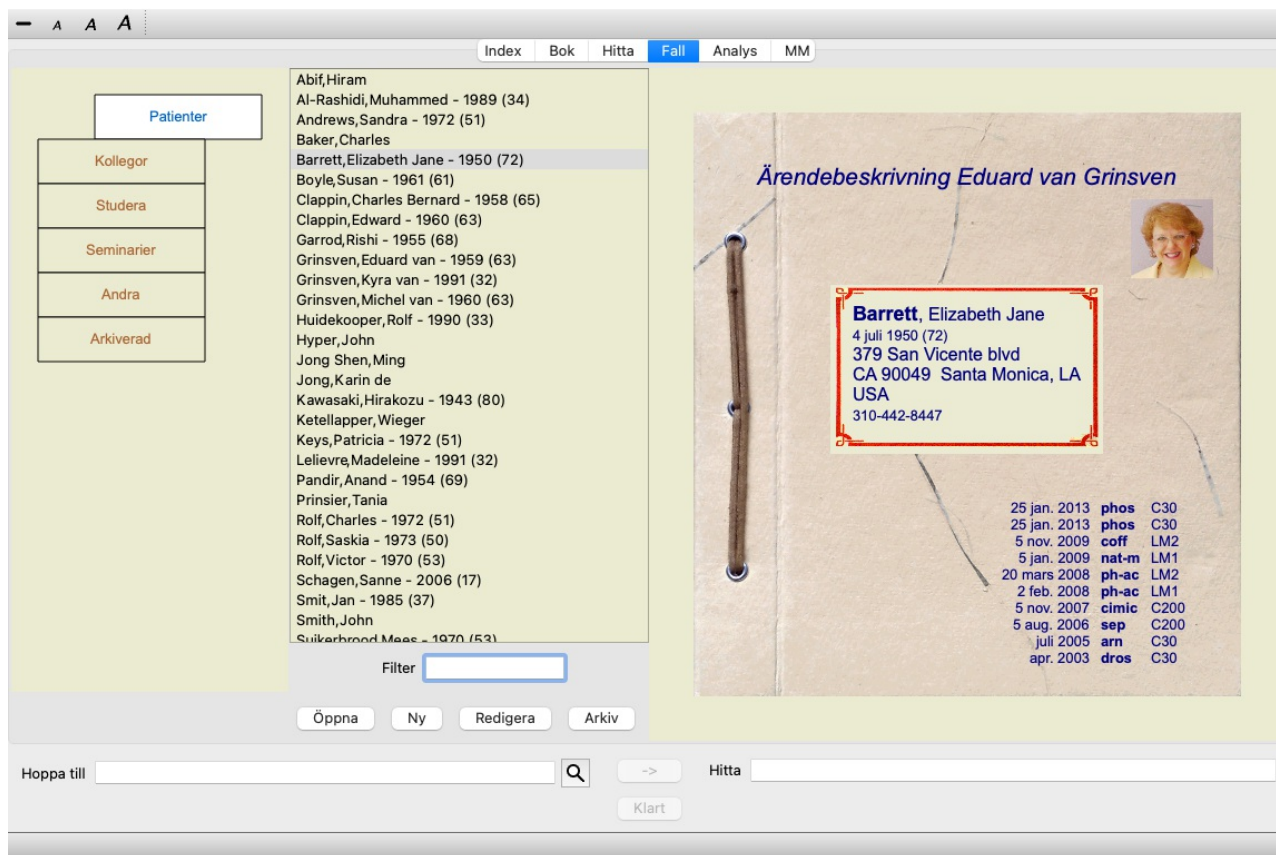 A A A
Index Bok Hitta Fall Analys MM
Patienter
Kollegor
Studera
Seminarier
Andra
Arkiverad
Abif,Hiram
Al-Rashidi,Muhammed - 1989 (34)
Andrews,Sandra - 1972 (51)
Baker,Charles
Barrett,Elizabeth Jane - 1950 (72)
Boyle,Susan - 1961 (61)
Clappin,Charles Bernard - 1958 (65)
Clappin,Edward - 1960 (63)
Garrod,Rishi - 1955 (68)
Grinsven,Eduard van - 1959 (63)
Grinsven,Kyra van - 1991 (32)
Grinsven,Michel van - 1960 (63)
Huidekooper,Rolf - 1990 (33)
Hyper,John
Jong Shen,Ming
Jong,Karin de
Kawasaki,Hirakozu - 1943 (80)
Ketellapper,Wieger
Keys,Patricia - 1972 (51)
Lelievre,Madeleine - 1991 (32)
Pandir,Anand - 1954 (69)
Prinsier,Tania
Rolf,Charles - 1972 (51)
Rolf,Saskia - 1973 (50)
Rolf,Victor - 1970 (53)
Schagen,Sanne - 2006 (17)
Smit,Jan - 1985 (37)
Smith,John
Suikerbrood Mees - 1970 (53)
Filter
Öppna Ny Redigera Arkiv
Ärendebeskrivning Eduard van Grinsven
Barrett, Elizabeth Jane
4 juli 1950 (72)
379 San Vicente blvd
CA 90049 Santa Monica, LA
USA
310-442-8447
25 jan. 2013 phos C30
25 jan. 2013 phos C30
5 nov. 2009 coff LM2
5 jan. 2009 nat-m LM1
20 mars 2008 ph-ac LM2
2 feb. 2008 ph-ac LM1
5 nov. 2007 cimic C200
5 aug. 2006 sep C200
juli 2005 arn C30
apr. 2003 dros C30
Hoppa till -> Hitta
Klart